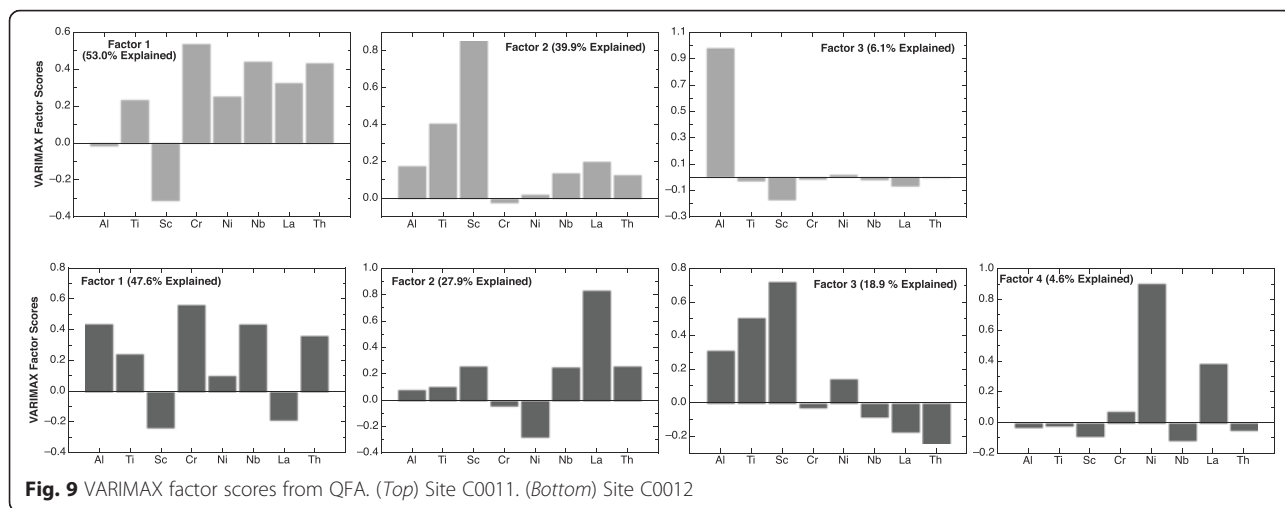 Factor 1
(53.0% Explained)
VARIMAX Factor Scores
0.6
0.4
0.2
0.0
−0.2
−0.4
Al Ti Sc Cr Ni Nb La Th
Factor 2 (39.9% Explained)
0.8
0.6
0.4
0.2
0.0
Al Ti Sc Cr Ni Nb La Th
Factor 3 (6.1% Explained)
1.1
0.9
0.7
0.5
0.3
0.1
−0.1
−0.3
Al Ti Sc Cr Ni Nb La Th
Factor 1 (47.6% Explained)
VARIMAX Factor Scores
0.8
0.6
0.4
0.2
0.0
−0.2
−0.4
Al Ti Sc Cr Ni Nb La Th
Factor 2 (27.9% Explained)
1.0
0.8
0.6
0.4
0.2
0.0
−0.2
−0.4
Al Ti Sc Cr Ni Nb La Th
Factor 3 (18.9 % Explained)
0.8
0.6
0.4
0.2
0.0
−0.2
Al Ti Sc Cr Ni Nb La Th
Factor 4 (4.6% Explained)
1.0
0.8
0.6
0.4
0.2
0.0
−0.2
Al Ti Sc Cr Ni Nb La Th
Fig. 9 VARIMAX factor scores from QFA. (Top) Site C0011. (Bottom) Site C0012